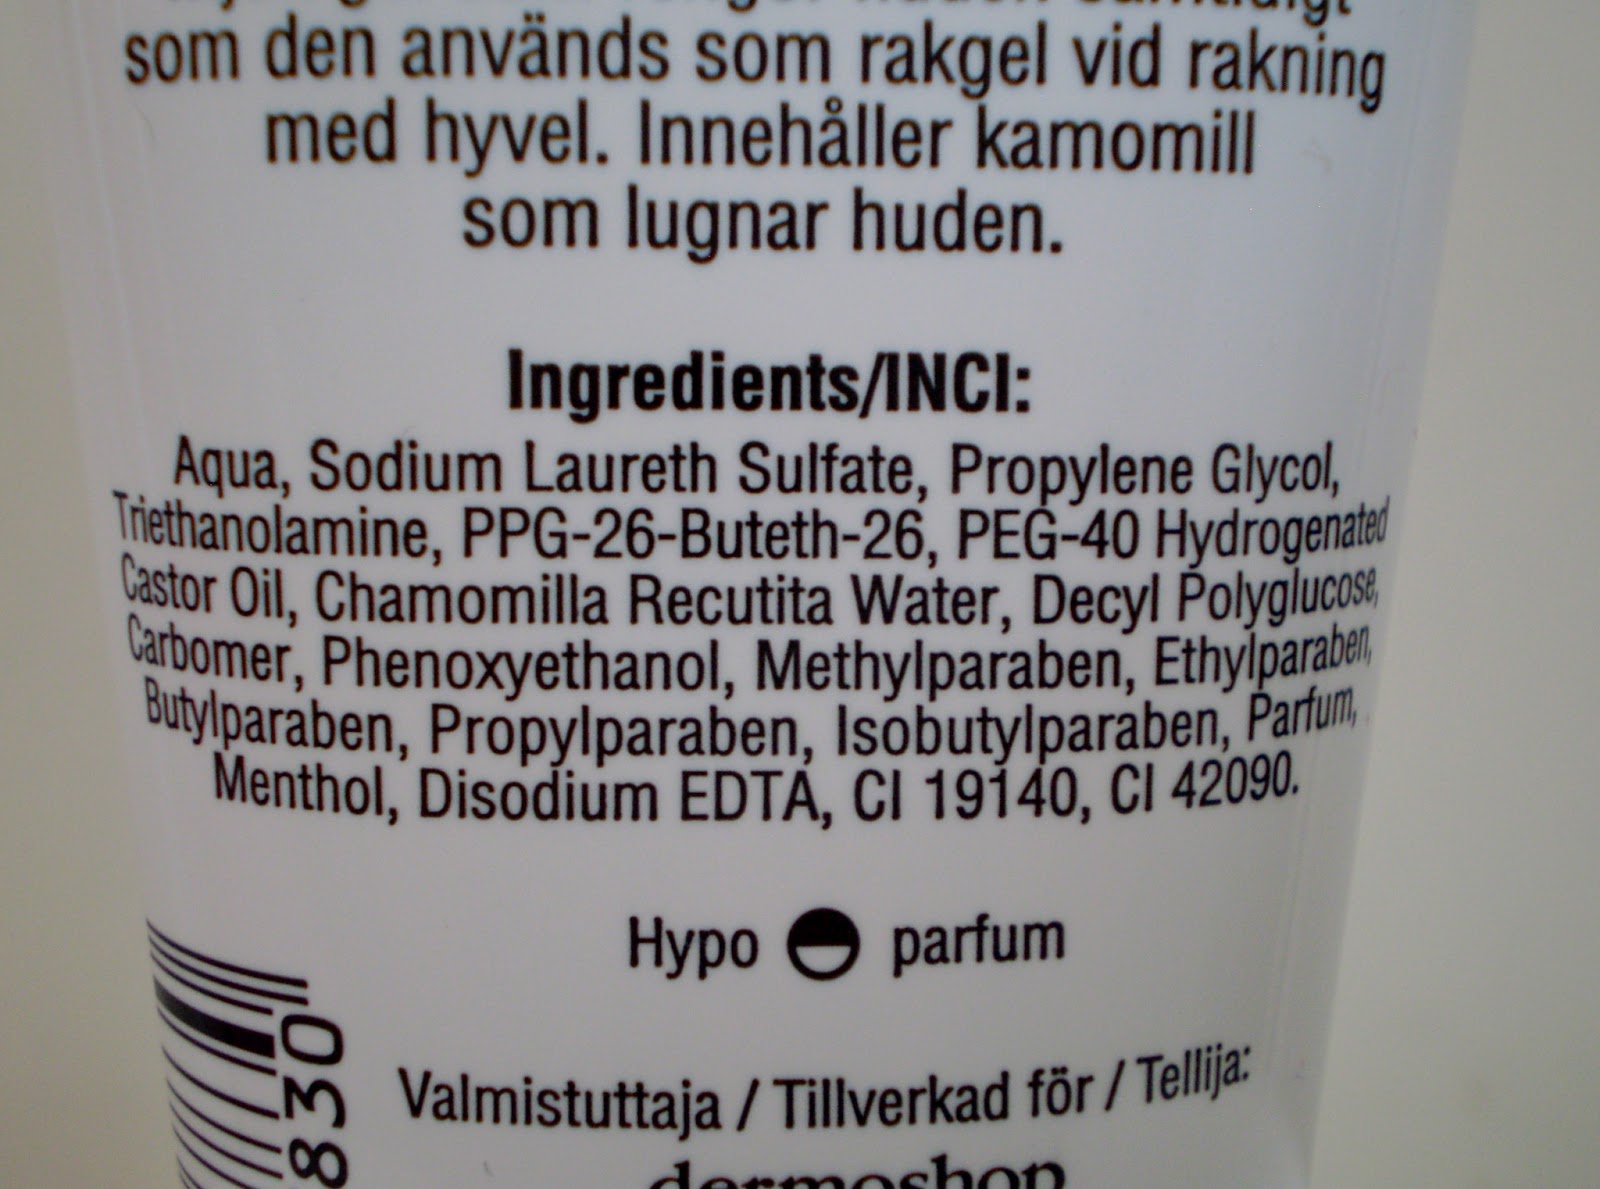 huden samtidigt
som den används som rakgel vid rakning
med hyvel. Innehåller kamomill
som lugnar huden.
Ingredients/INCI:
Aqua, Sodium Laureth Sulfate, Propylene Glycol,
Triethanolamine, PPG-26-Buteth-26, PEG-40 Hydrogenated
Castor Oil, Chamomilla Recutita Water, Decyl Polyglucose,
Carbomer, Phenoxyethanol, Methylparaben, Ethylparaben,
Butylparaben, Propylparaben, Isobutylparaben, Parfum,
Menthol, Disodium EDTA, CI 19140, CI 42090.
Hypo parfum
830
Valmistuttaja / Tillverkad för / Tellija:
dermoshop